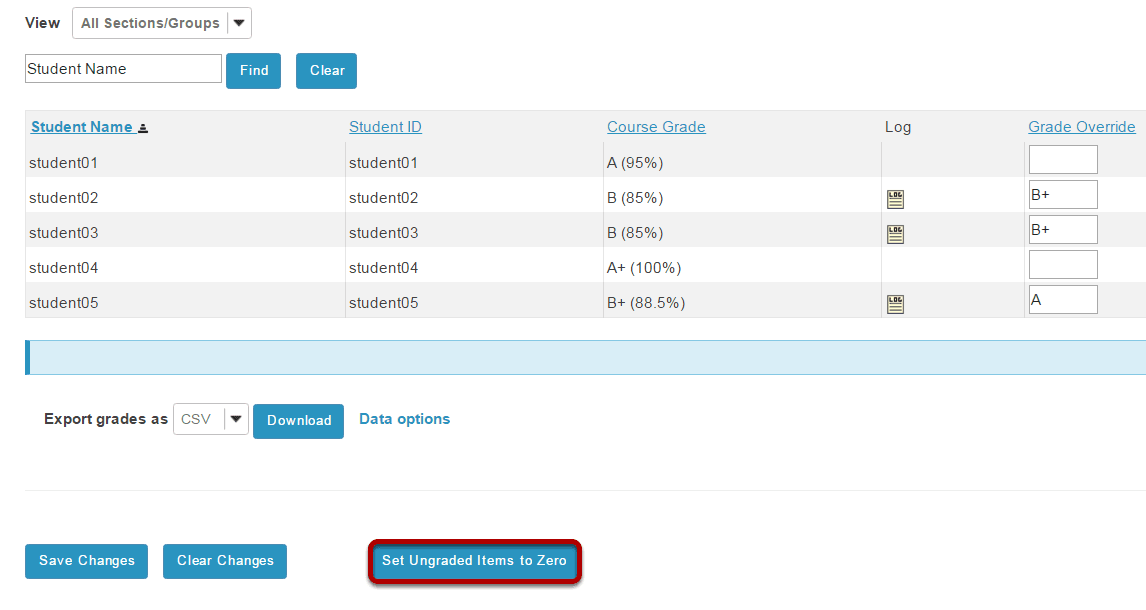 View All Sections/Groups
Student Name Find Clear
Student Name Student ID Course Grade Log Grade Override
student01 student01 A (95%)
student02 student02 B (85%) LOG B+
student03 student03 B (85%) LOG B+
student04 student04 A+ (100%)
student05 student05 B+ (88.5%) LOG A
Export grades as CSV Download Data options
Save Changes Clear Changes Set Ungraded Items to Zero